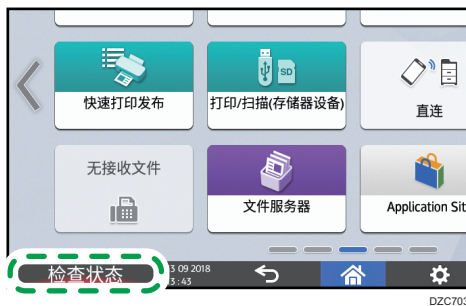 快速打印发布
打印/扫描(存储器设备)
直连
SD
无接收文件
文件服务器
Application Sit
检查状态
3 09 2018
3 : 43
DZC703